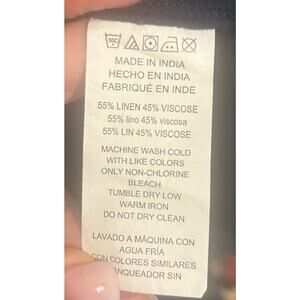 MADE IN INDIA
HECHO EN INDIA
FABRIQUÉ EN INDE
55% LINEN 45% VISCOSE
55% lino 45% viscosa
55% LIN 45% VISCOSE
MACHINE WASH COLD
WITH LIKE COLORS
ONLY NON-CHLORINE
BLEACH
TUMBLE DRY LOW
WARM IRON
DO NOT DRY CLEAN
LAVADO A MÁQUINA CON
AGUA FRÍA
CON COLORES SIMILARES
ANQUEADOR SIN